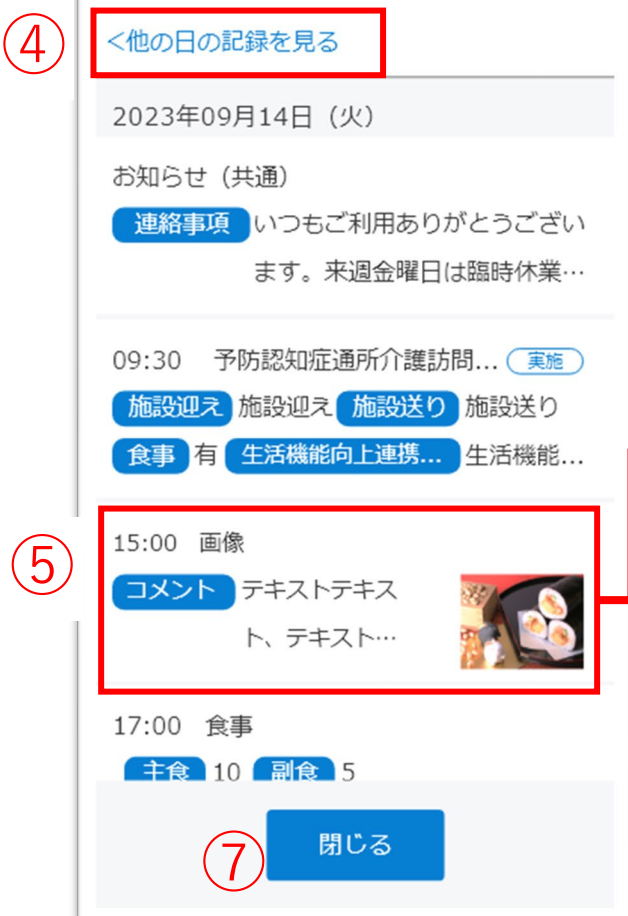 ④ <他の日の記録を見る
2023年09月14日（火）
お知らせ（共通）
連絡事項 いつもご利用ありがとうござい
ます。来週金曜日は臨時休業…
09:30 予防認知症通所介護訪問... 実施
施設迎え 施設迎え 施設送り 施設送り
食事 有 生活機能向上連携... 生活機能...
⑤ 15:00 画像
コメント テキストテキス
ト、テキスト…
17:00 食事
主食 10 副食 5
⑦ 閉じる